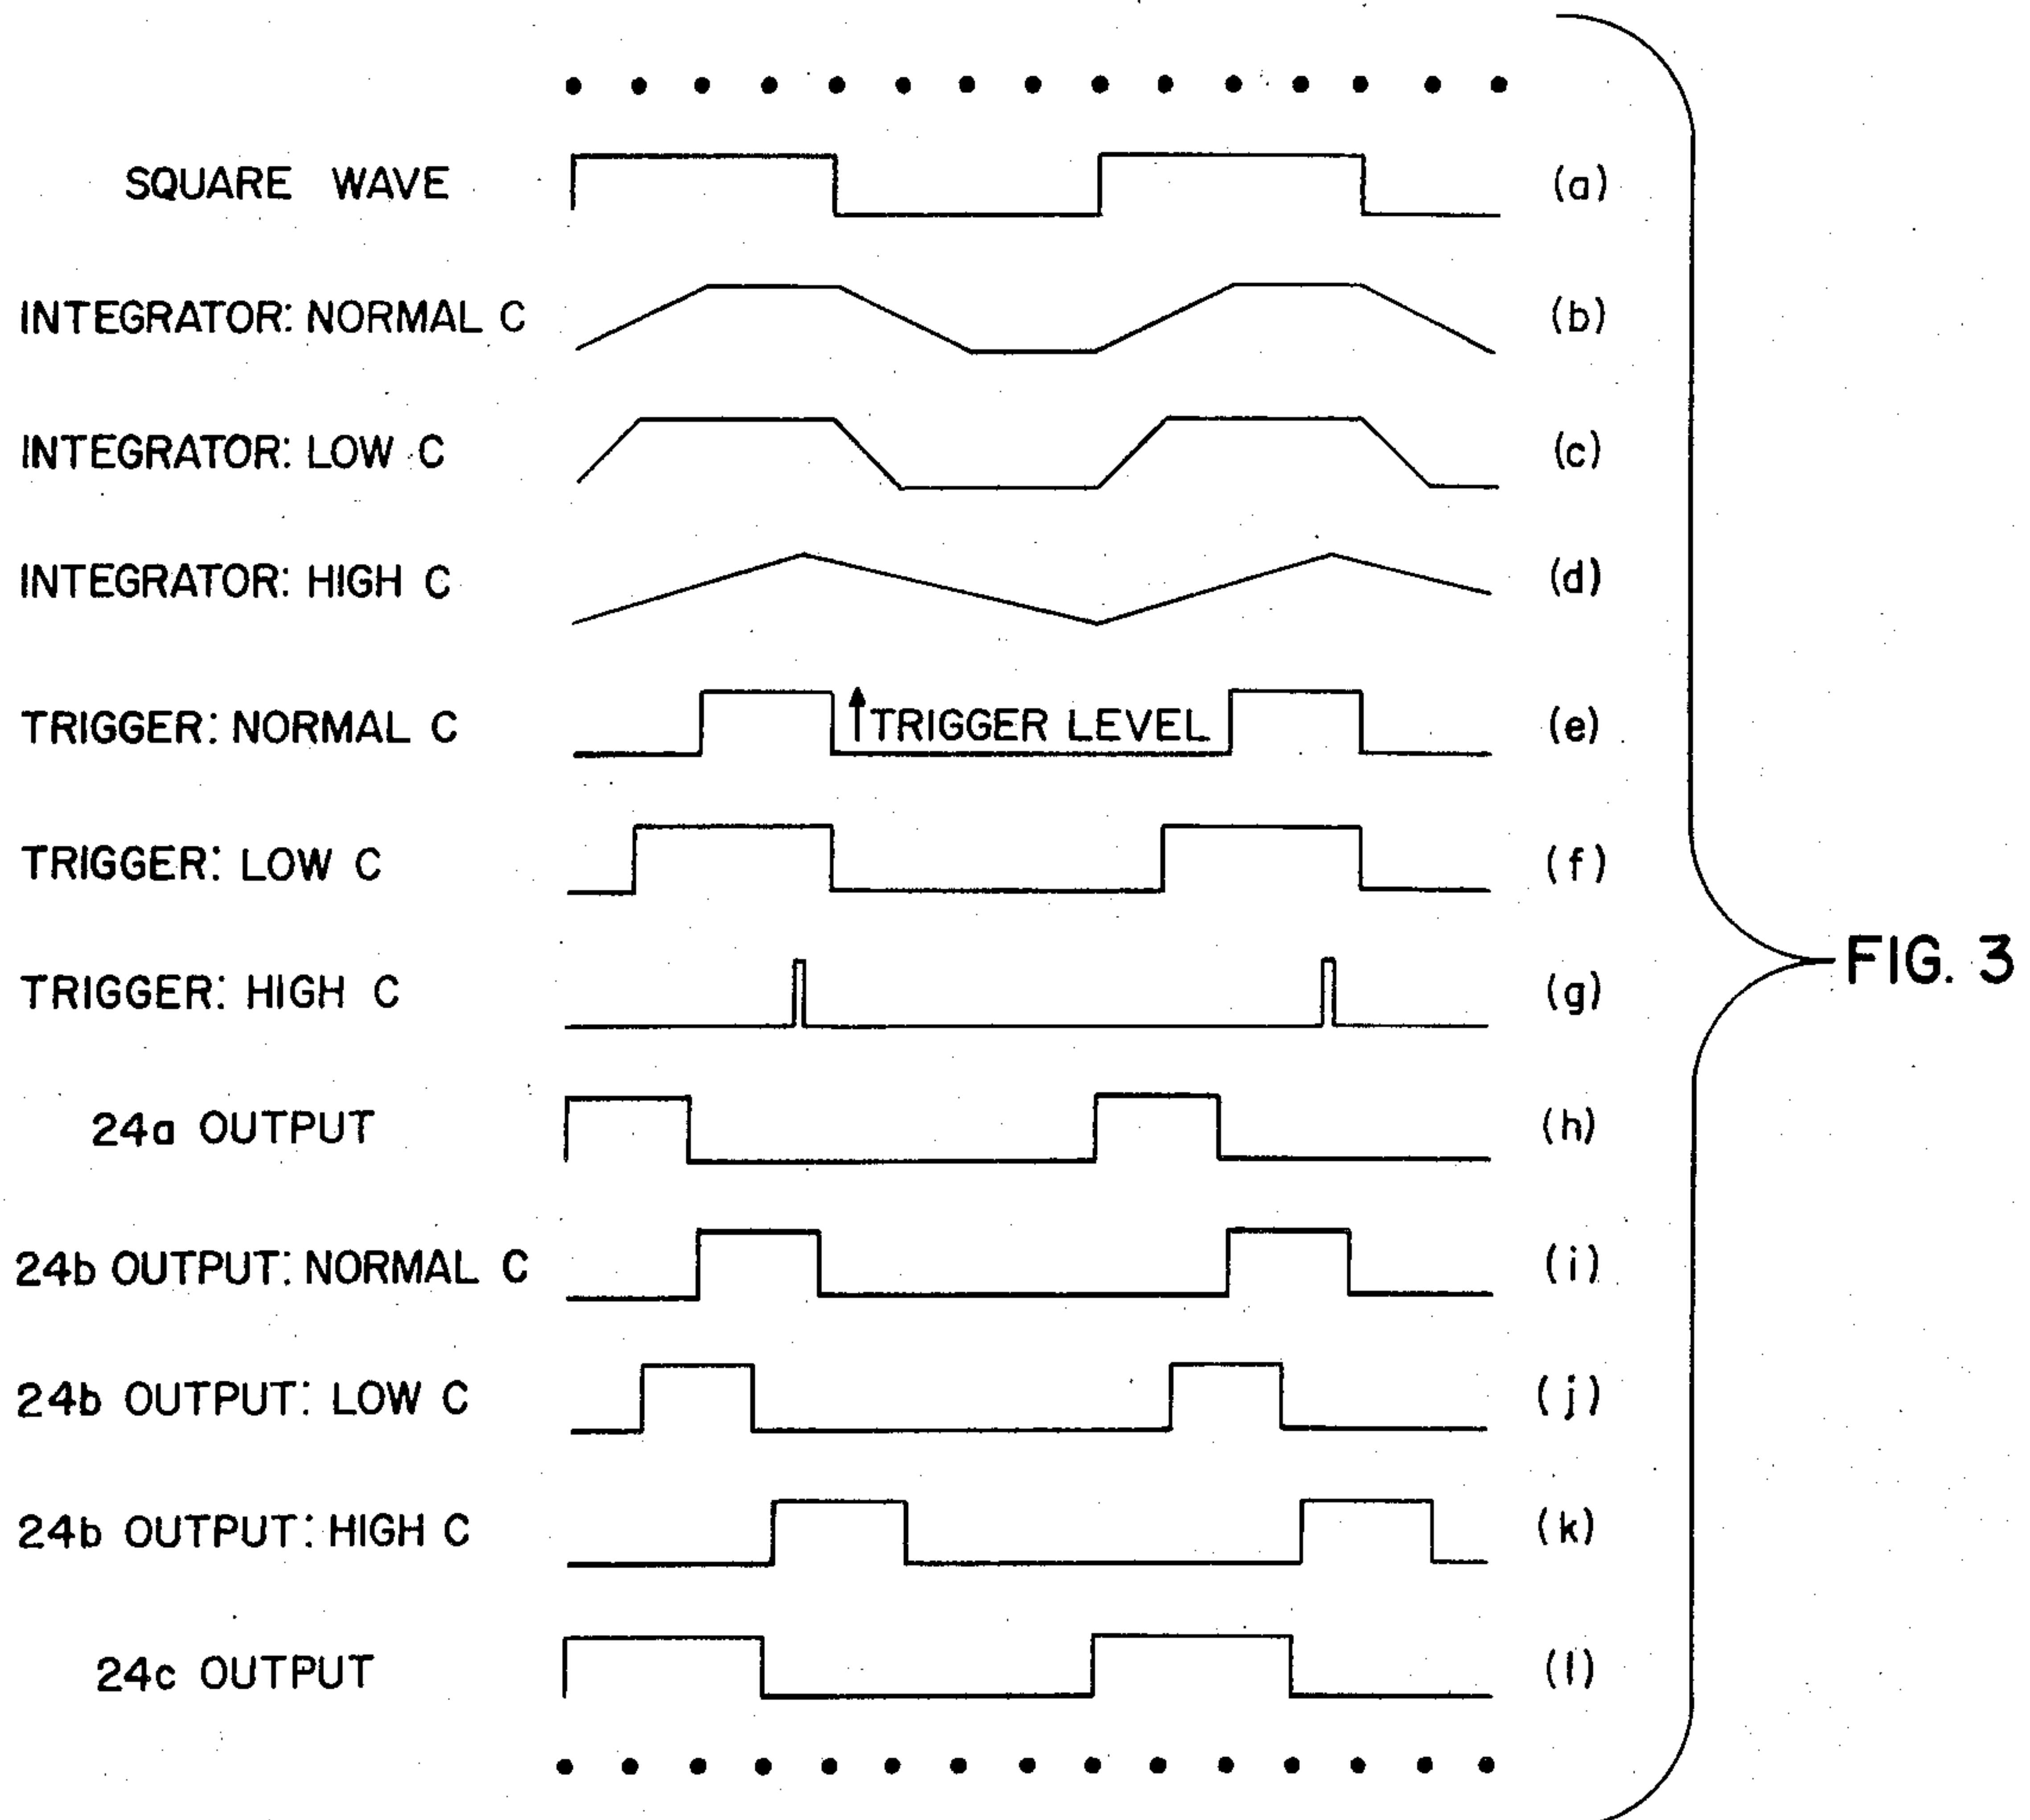 SQUARE WAVE (a)
INTEGRATOR: NORMAL C (b)
INTEGRATOR: LOW C (c)
INTEGRATOR: HIGH C (d)
TRIGGER: NORMAL C TRIGGER LEVEL (e)
TRIGGER: LOW C (f)
TRIGGER: HIGH C (g)
FIG. 3
24a OUTPUT (h)
24b OUTPUT: NORMAL C (i)
24b OUTPUT: LOW C (j)
24b OUTPUT: HIGH C (k)
24c OUTPUT (l)